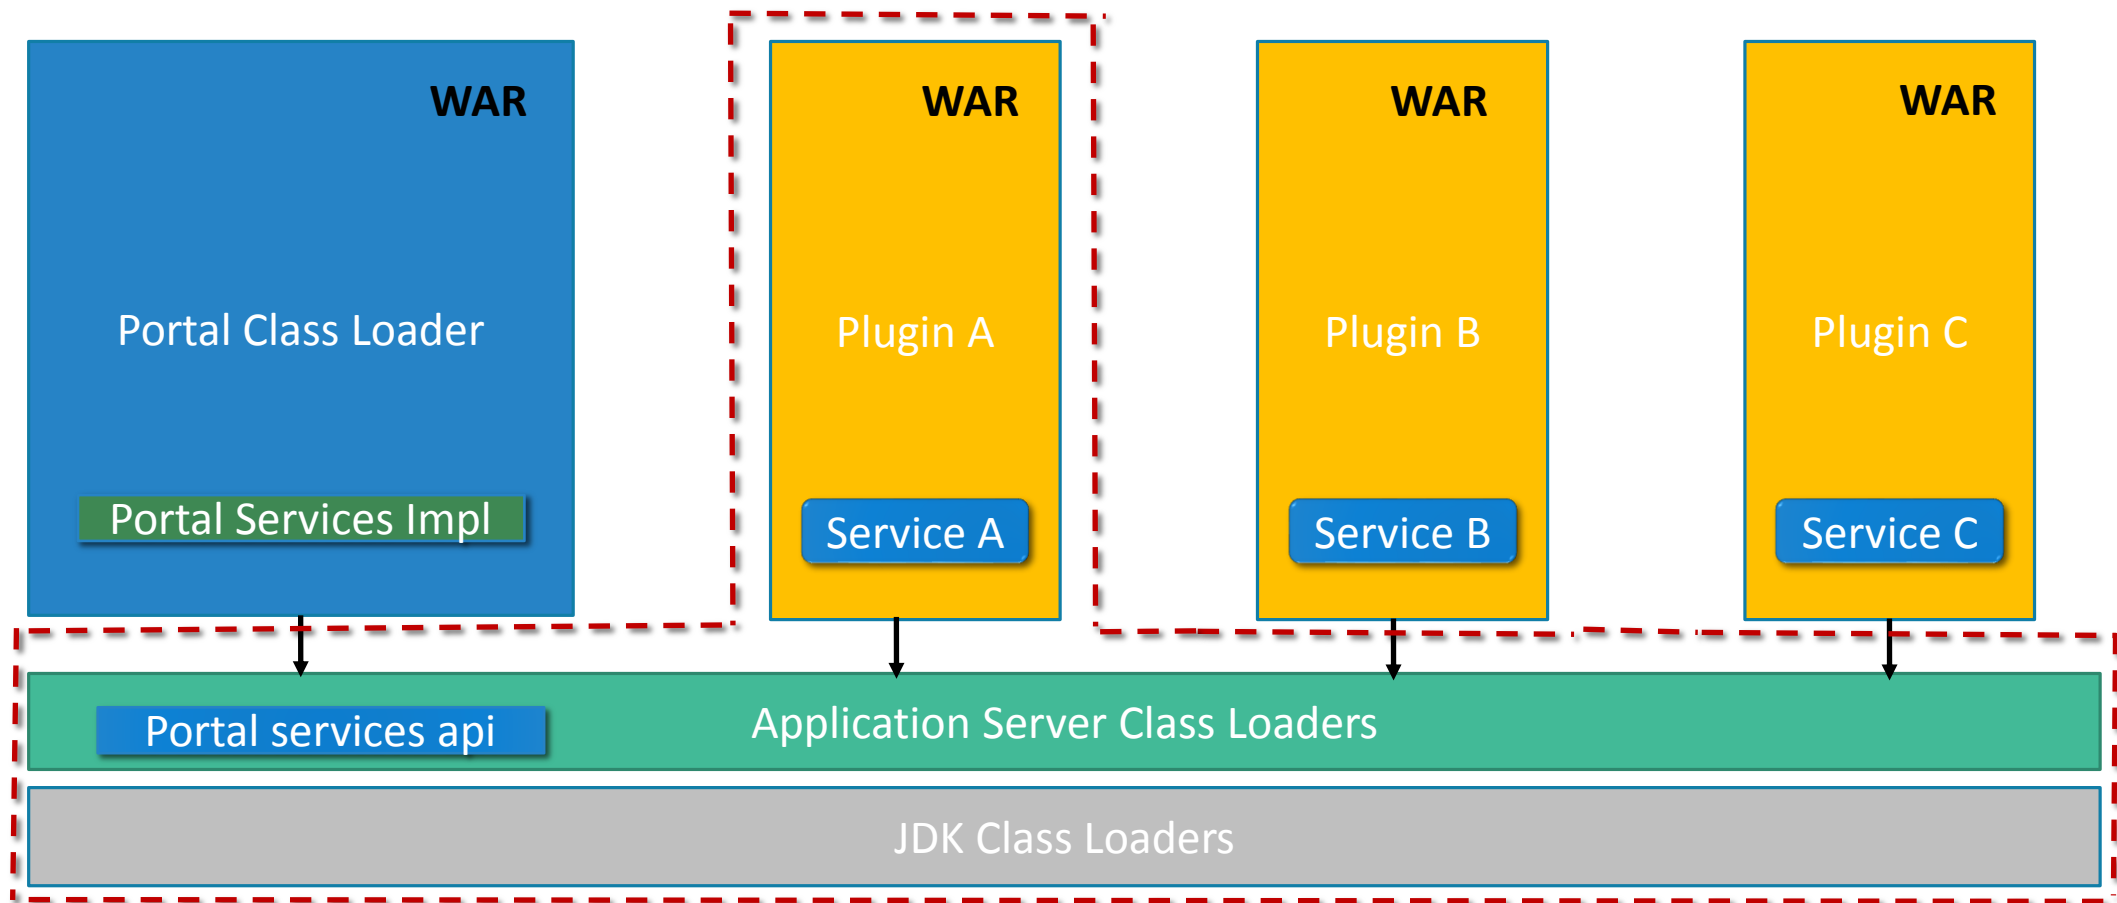 WAR
WAR
WAR
WAR
Portal Class Loader
Plugin A
Plugin B
Plugin C
Portal Services Impl
Service A
Service B
Service C
Portal services api
Application Server Class Loaders
JDK Class Loaders